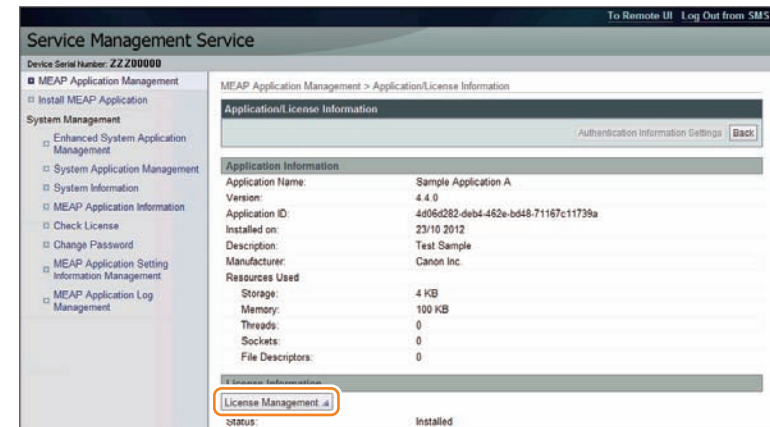 To Remote UI Log Out from SMS
Service Management Service
Device Serial Number: ZZZ00000
MEAP Application Management
Install MEAP Application
System Management
Enhanced System Application
Management
System Application Management
System Information
MEAP Application Information
Check License
Change Password
MEAP Application Setting
Information Management
MEAP Application Log
Management
MEAP Application Management > Application/License Information
Application/License Information
Authentication Information Settings Back
Application Information
Application Name: Sample Application A
Version: 4.4.0
Application ID: 4d06d282-deb4-462e-bd48-71167c11739a
Installed on: 23/10 2012
Description: Test Sample
Manufacturer: Canon Inc.
Resources Used
Storage: 4 KB
Memory: 100 KB
Threads: 0
Sockets: 0
File Descriptors: 0
License Information
License Management
Status: Installed